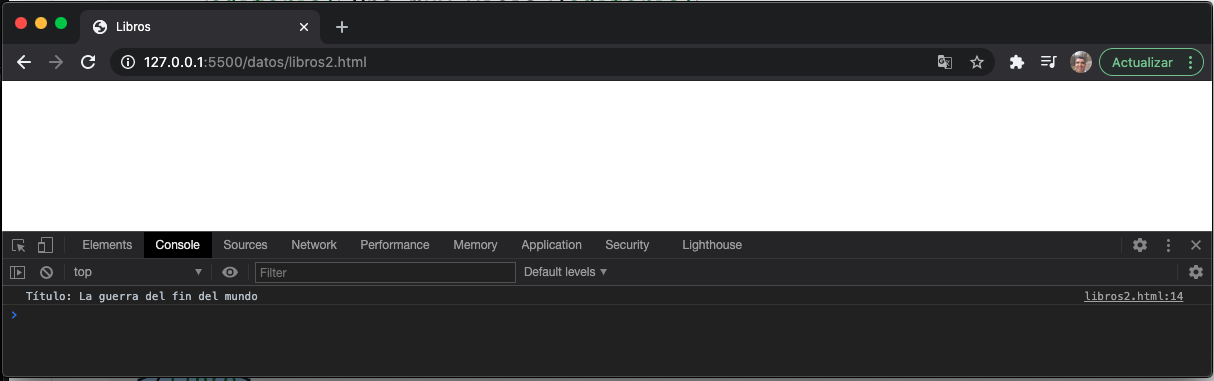 Libros
127.0.0.1:5500/datos/libros2.html
Actualizar
Elements Console Sources Network Performance Memory Application Security Lighthouse
top Filter Default levels
Título: La guerra del fin del mundo libros2.html:14